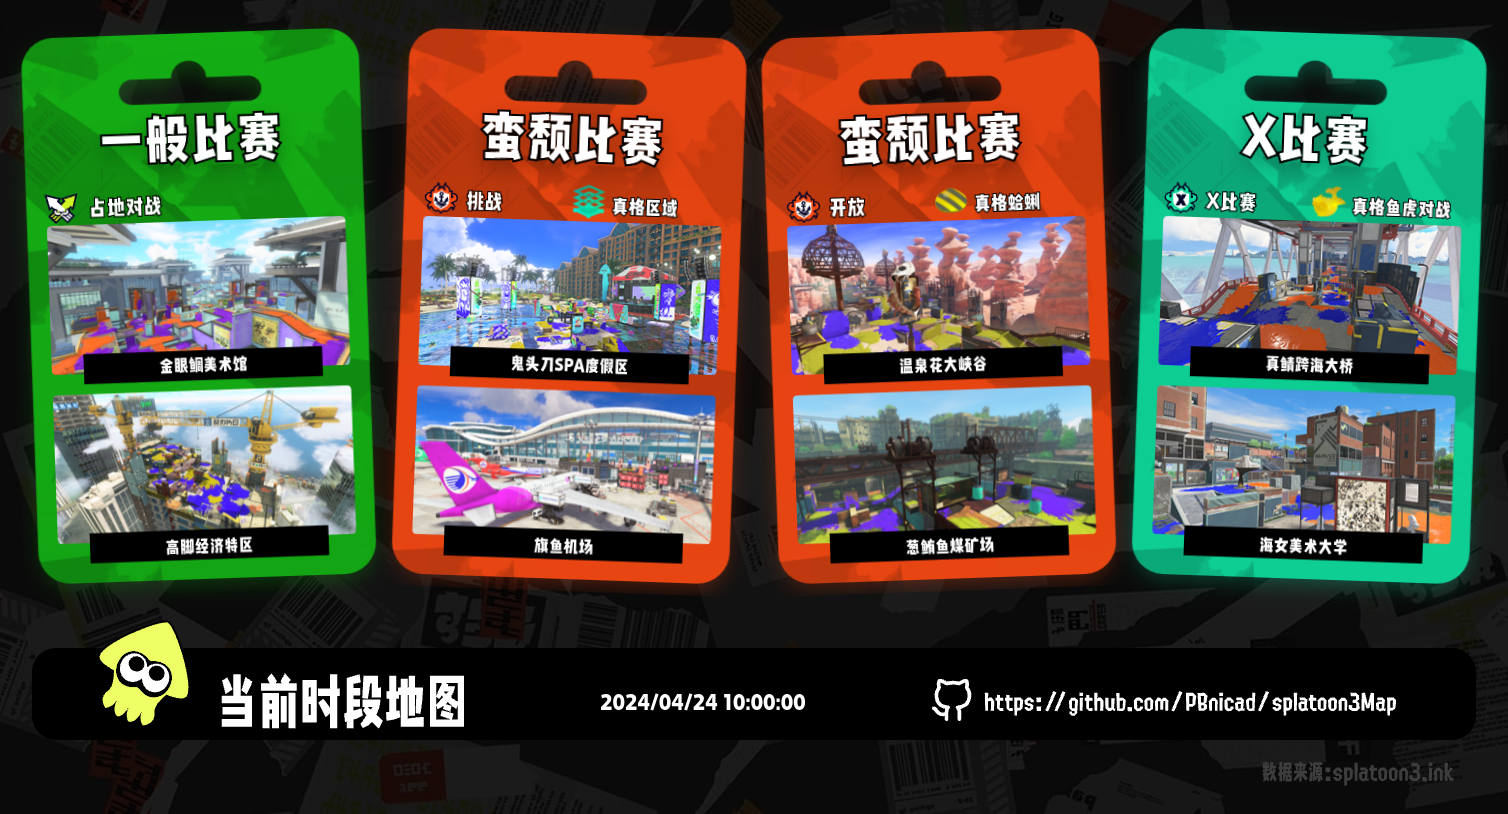 一般比赛
占地对战
金眼鲷美术馆
高脚经济特区
蛮颓比赛
挑战
真格区域
鬼头刀SPA度假区
旗鱼机场
蛮颓比赛
开放
真格蛤蜊
温泉花大峡谷
葱鲔鱼煤矿场
X比赛
X比赛
真格鱼虎对战
真鲭跨海大桥
海女美术大学
当前时段地图
2024/04/24 10:00:00
https://github.com/PBnicad/splatoon3Map
数据来源:splatoon3.ink